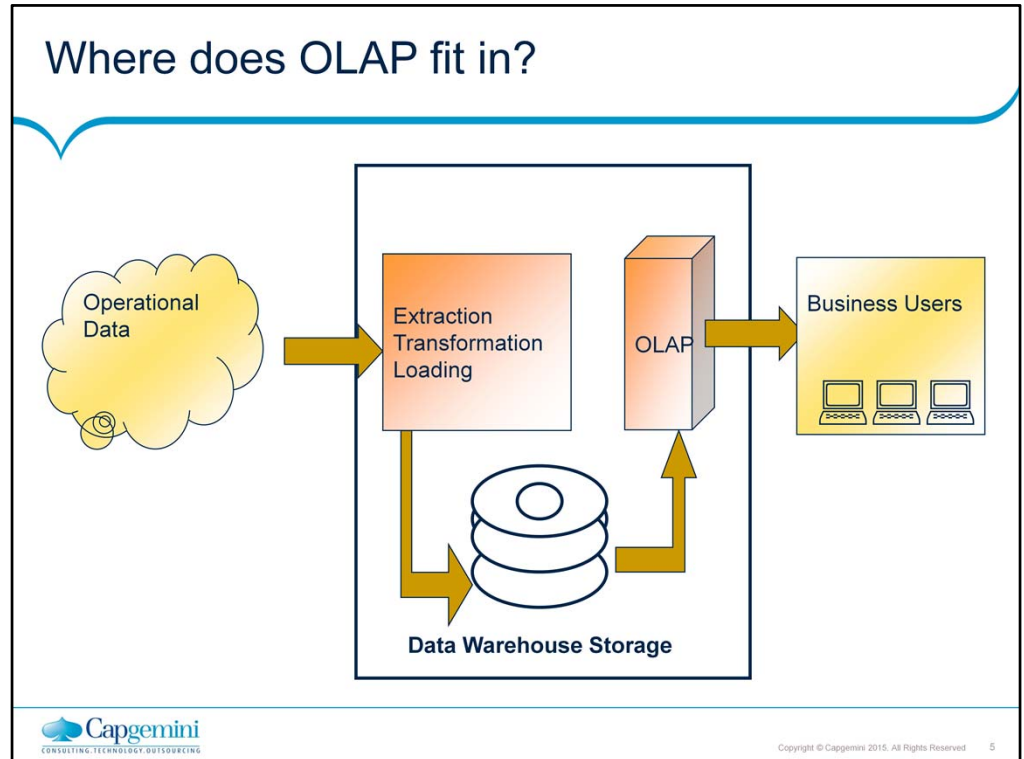 Where does OLAP fit in?
Operational
Data
Extraction
Transformation
Loading
OLAP
Business Users
Data Warehouse Storage
Capgemini
CONSULTING.TECHNOLOGY.OUTSOURCING
Copyright © Capgemini 2015. All Rights Reserved 5